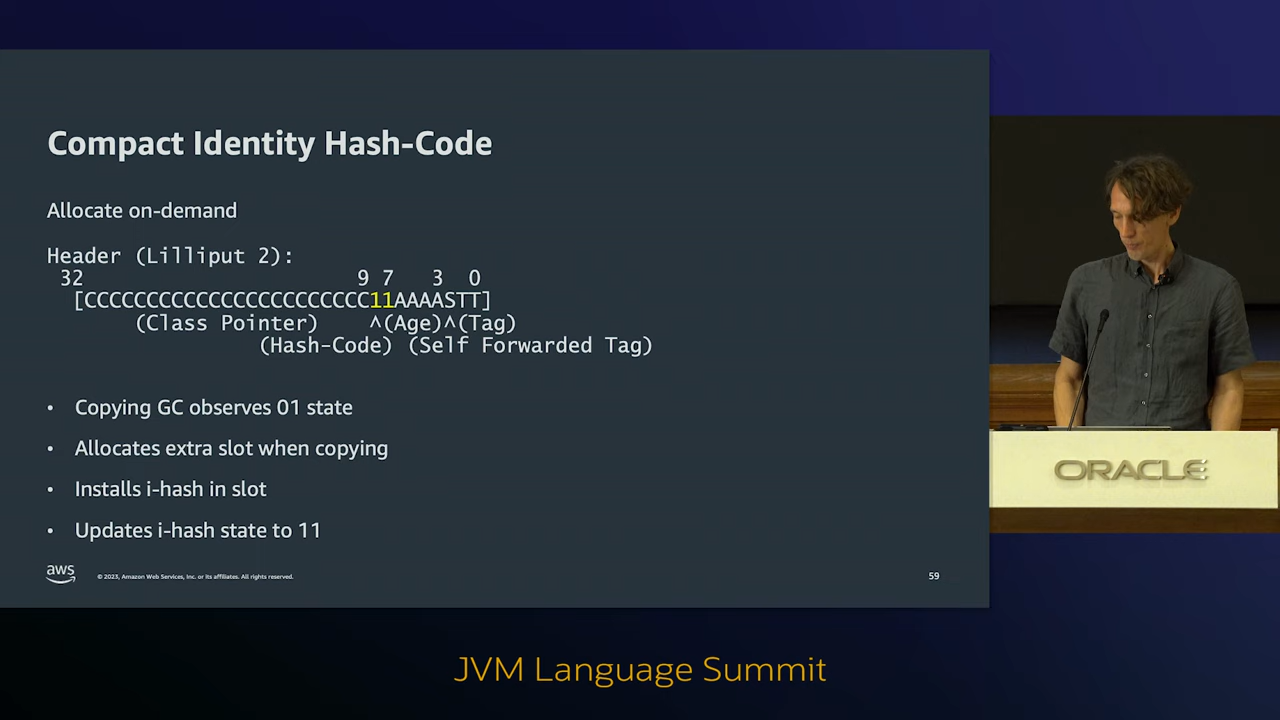 Compact Identity Hash-Code
Allocate on-demand
Header (Lilliput 2):
32 9 7 3 0
[CCCCCCCCCCCCCCCCCCCCCCC11AAAASTT]
(Class Pointer) ^(Age)^(Tag)
(Hash-Code) (Self Forwarded Tag)
• Copying GC observes 01 state
• Allocates extra slot when copying
• Installs i-hash in slot
• Updates i-hash state to 11
aws
© 2023, Amazon Web Services, Inc. or its affiliates. All rights reserved.
59
ORACLE
JVM Language Summit